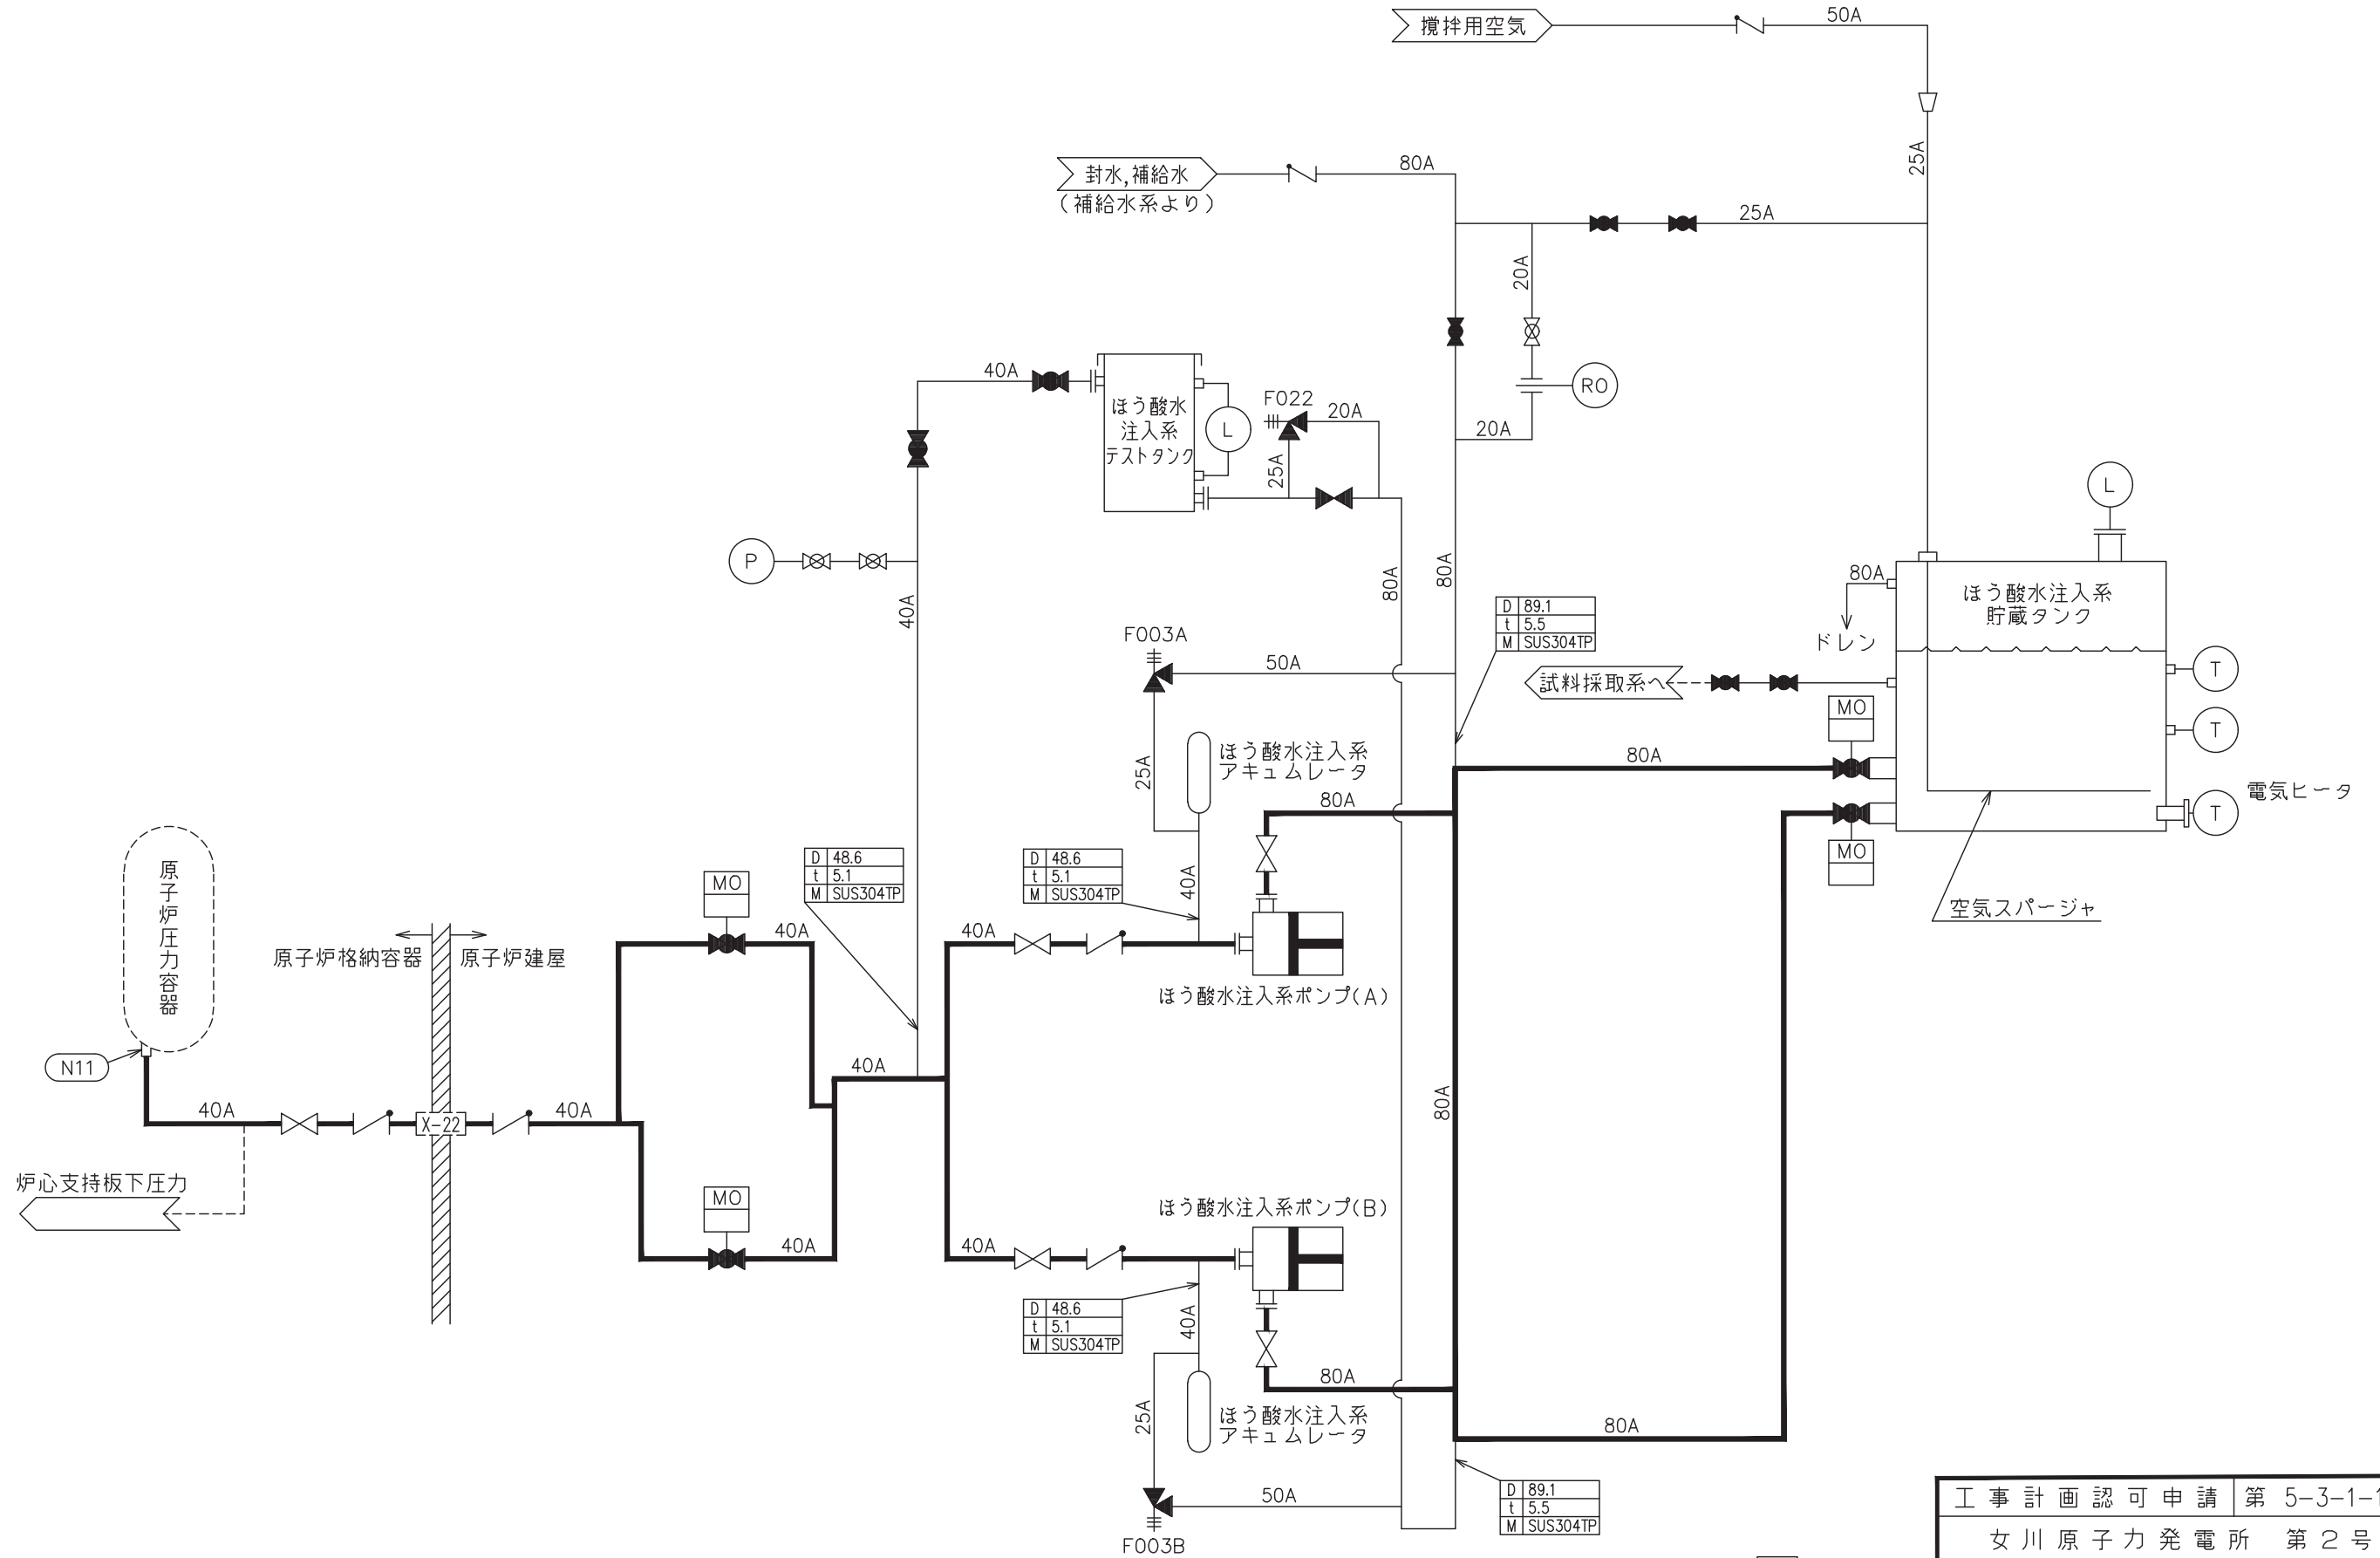 撹拌用空気
50A
25A
封水,補給水
(補給水系より)
80A
25A
20A
RO
20A
40A
ほう酸水
注入系
テストタンク
L
F022
20A
25A
P
40A
80A
80A
L
80A
ドレン
ほう酸水注入系
貯蔵タンク
D 89.1
t 5.5
M SUS304TP
F003A
50A
試料採取系へ
T
T
T
電気ヒータ
MO
MO
空気スパージャ
25A
ほう酸水注入系
アキュムレータ
80A
80A
40A
原子炉圧力容器
N11
原子炉格納容器
原子炉建屋
MO
40A
D 48.6
t 5.1
M SUS304TP
D 48.6
t 5.1
M SUS304TP
40A
ほう酸水注入系ポンプ(A)
40A
40A
X-22
40A
80A
炉心支持板下圧力
MO
40A
40A
ほう酸水注入系ポンプ(B)
D 48.6
t 5.1
M SUS304TP
40A
80A
80A
25A
ほう酸水注入系
アキュムレータ
50A
F003B
D 89.1
t 5.5
M SUS304TP
工事計画認可申請 第 5-3-1-1
女川原子力発電所 第2号